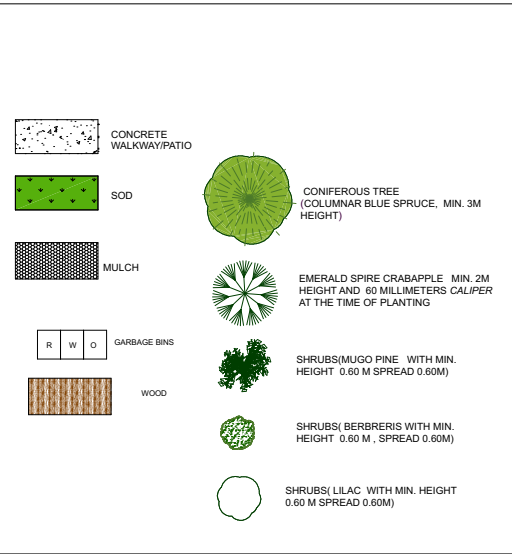 CONCRETE
WALKWAY/PATIO
SOD
MULCH
R W O
GARBAGE BINS
WOOD
CONIFEROUS TREE
(COLUMNAR BLUE SPRUCE, MIN. 3M
HEIGHT)
EMERALD SPIRE CRABAPPLE MIN. 2M
HEIGHT AND 60 MILLIMETERS CALIPER
AT THE TIME OF PLANTING
SHRUBS(MUGO PINE WITH MIN.
HEIGHT 0.60 M SPREAD 0.60M)
SHRUBS( BERBRERIS WITH MIN.
HEIGHT 0.60 M , SPREAD 0.60M)
SHRUBS( LILAC WITH MIN. HEIGHT
0.60 M SPREAD 0.60M)